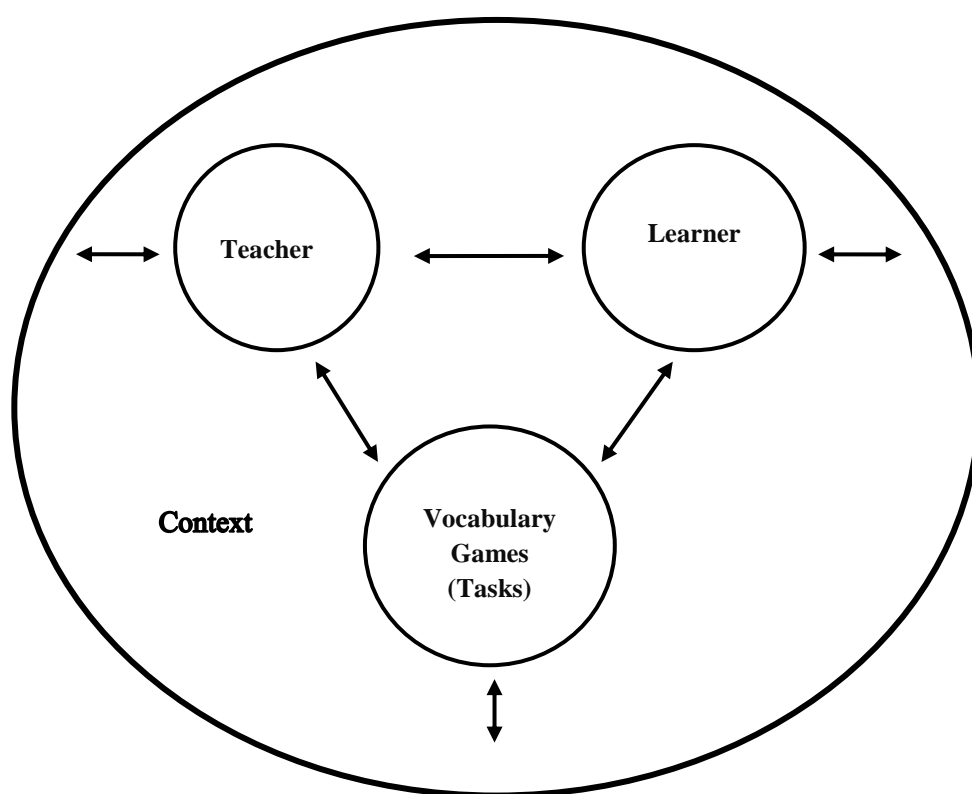 Teacher
Learner
Context
Vocabulary
Games
(Tasks)